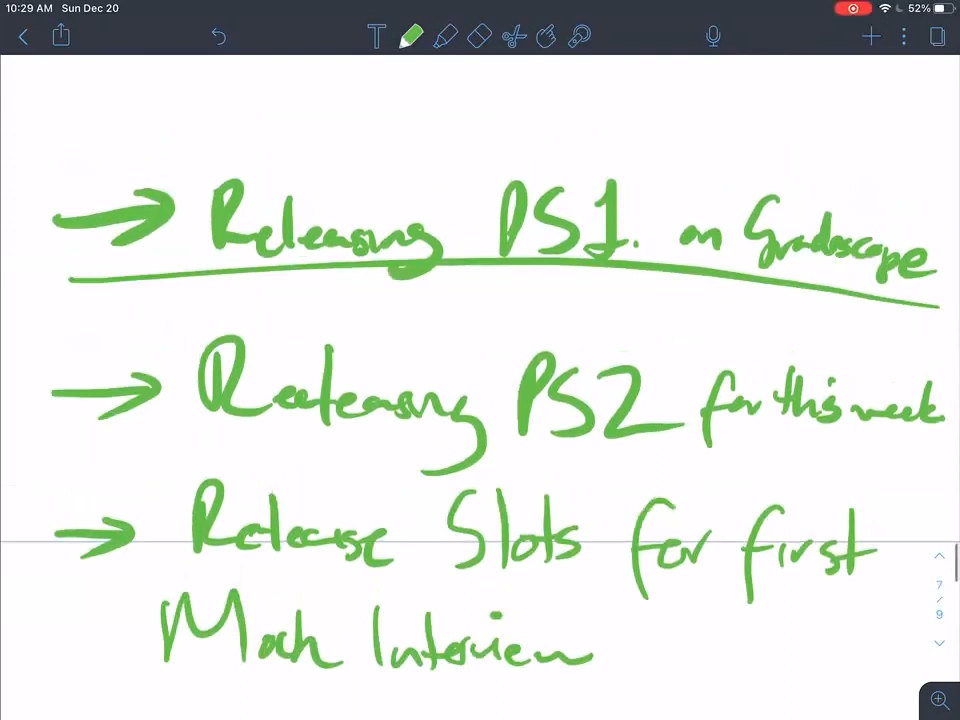 10:29 AM Sun Dec 20
52%
T
→ Releasing PS1. on Gradescope
→ Releasing PS2 for this week
→ Release Slots for first
Mock Interview
7
/
9